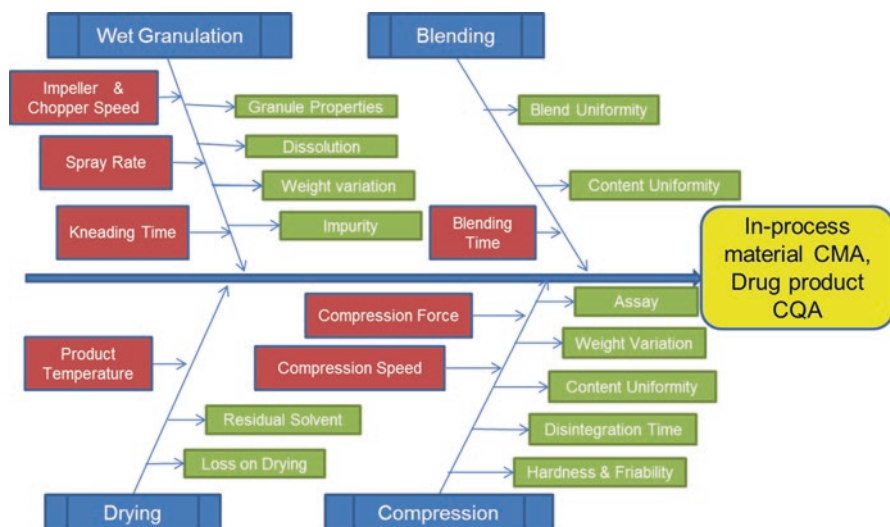 Wet Granulation
Blending
Impeller &
Chopper Speed
Granule Properties
Blend Uniformity
Dissolution
Spray Rate
Weight variation
Content Uniformity
Kneading Time
Impurity
Blending
Time
In-process
material CMA,
Drug product
CQA
Compression Force
Assay
Product
Temperature
Compression Speed
Weight Variation
Content Uniformity
Residual Solvent
Disintegration Time
Loss on Drying
Hardness & Friability
Drying
Compression